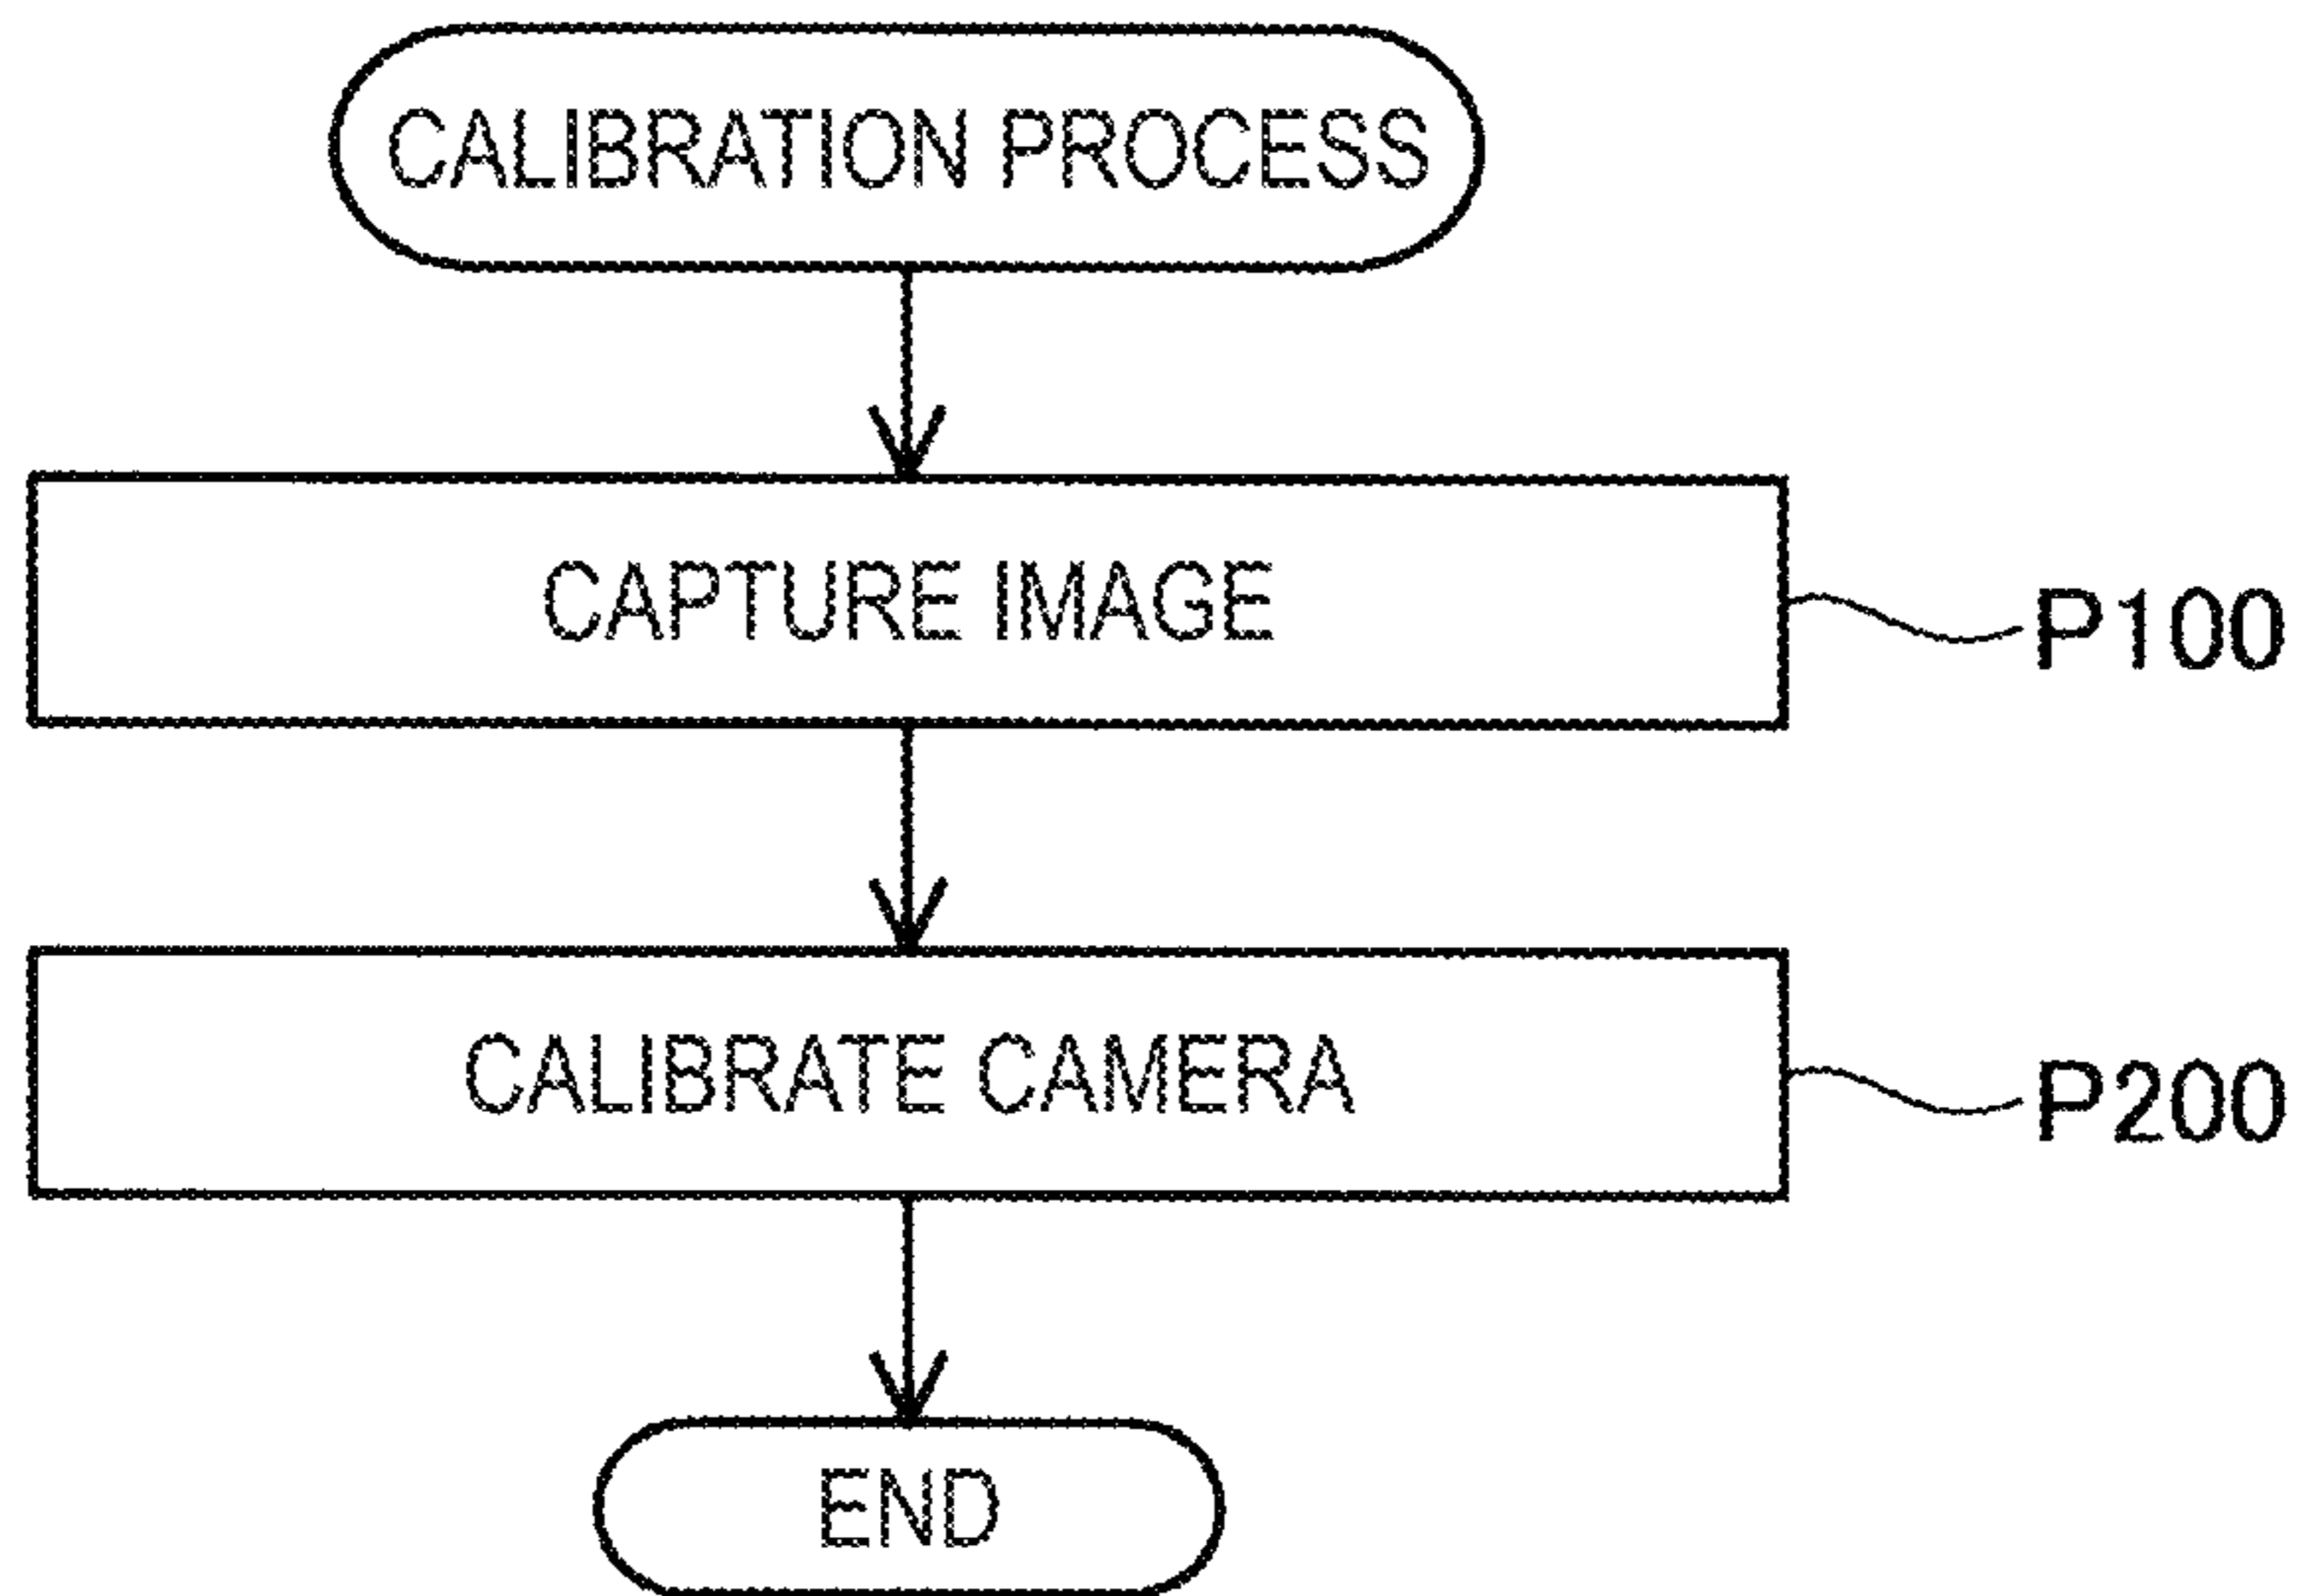 CALIBRATION PROCESS
CAPTURE IMAGE
P100
CALIBRATE CAMERA
P200
END